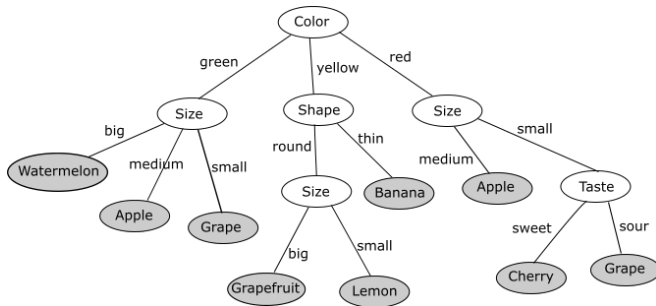 Color
green
yellow
red
Size
Shape
Size
big
medium
small
round
thin
medium
small
Watermelon
Apple
Grape
Size
Banana
Apple
Taste
big
small
sweet
sour
Grapefruit
Lemon
Cherry
Grape